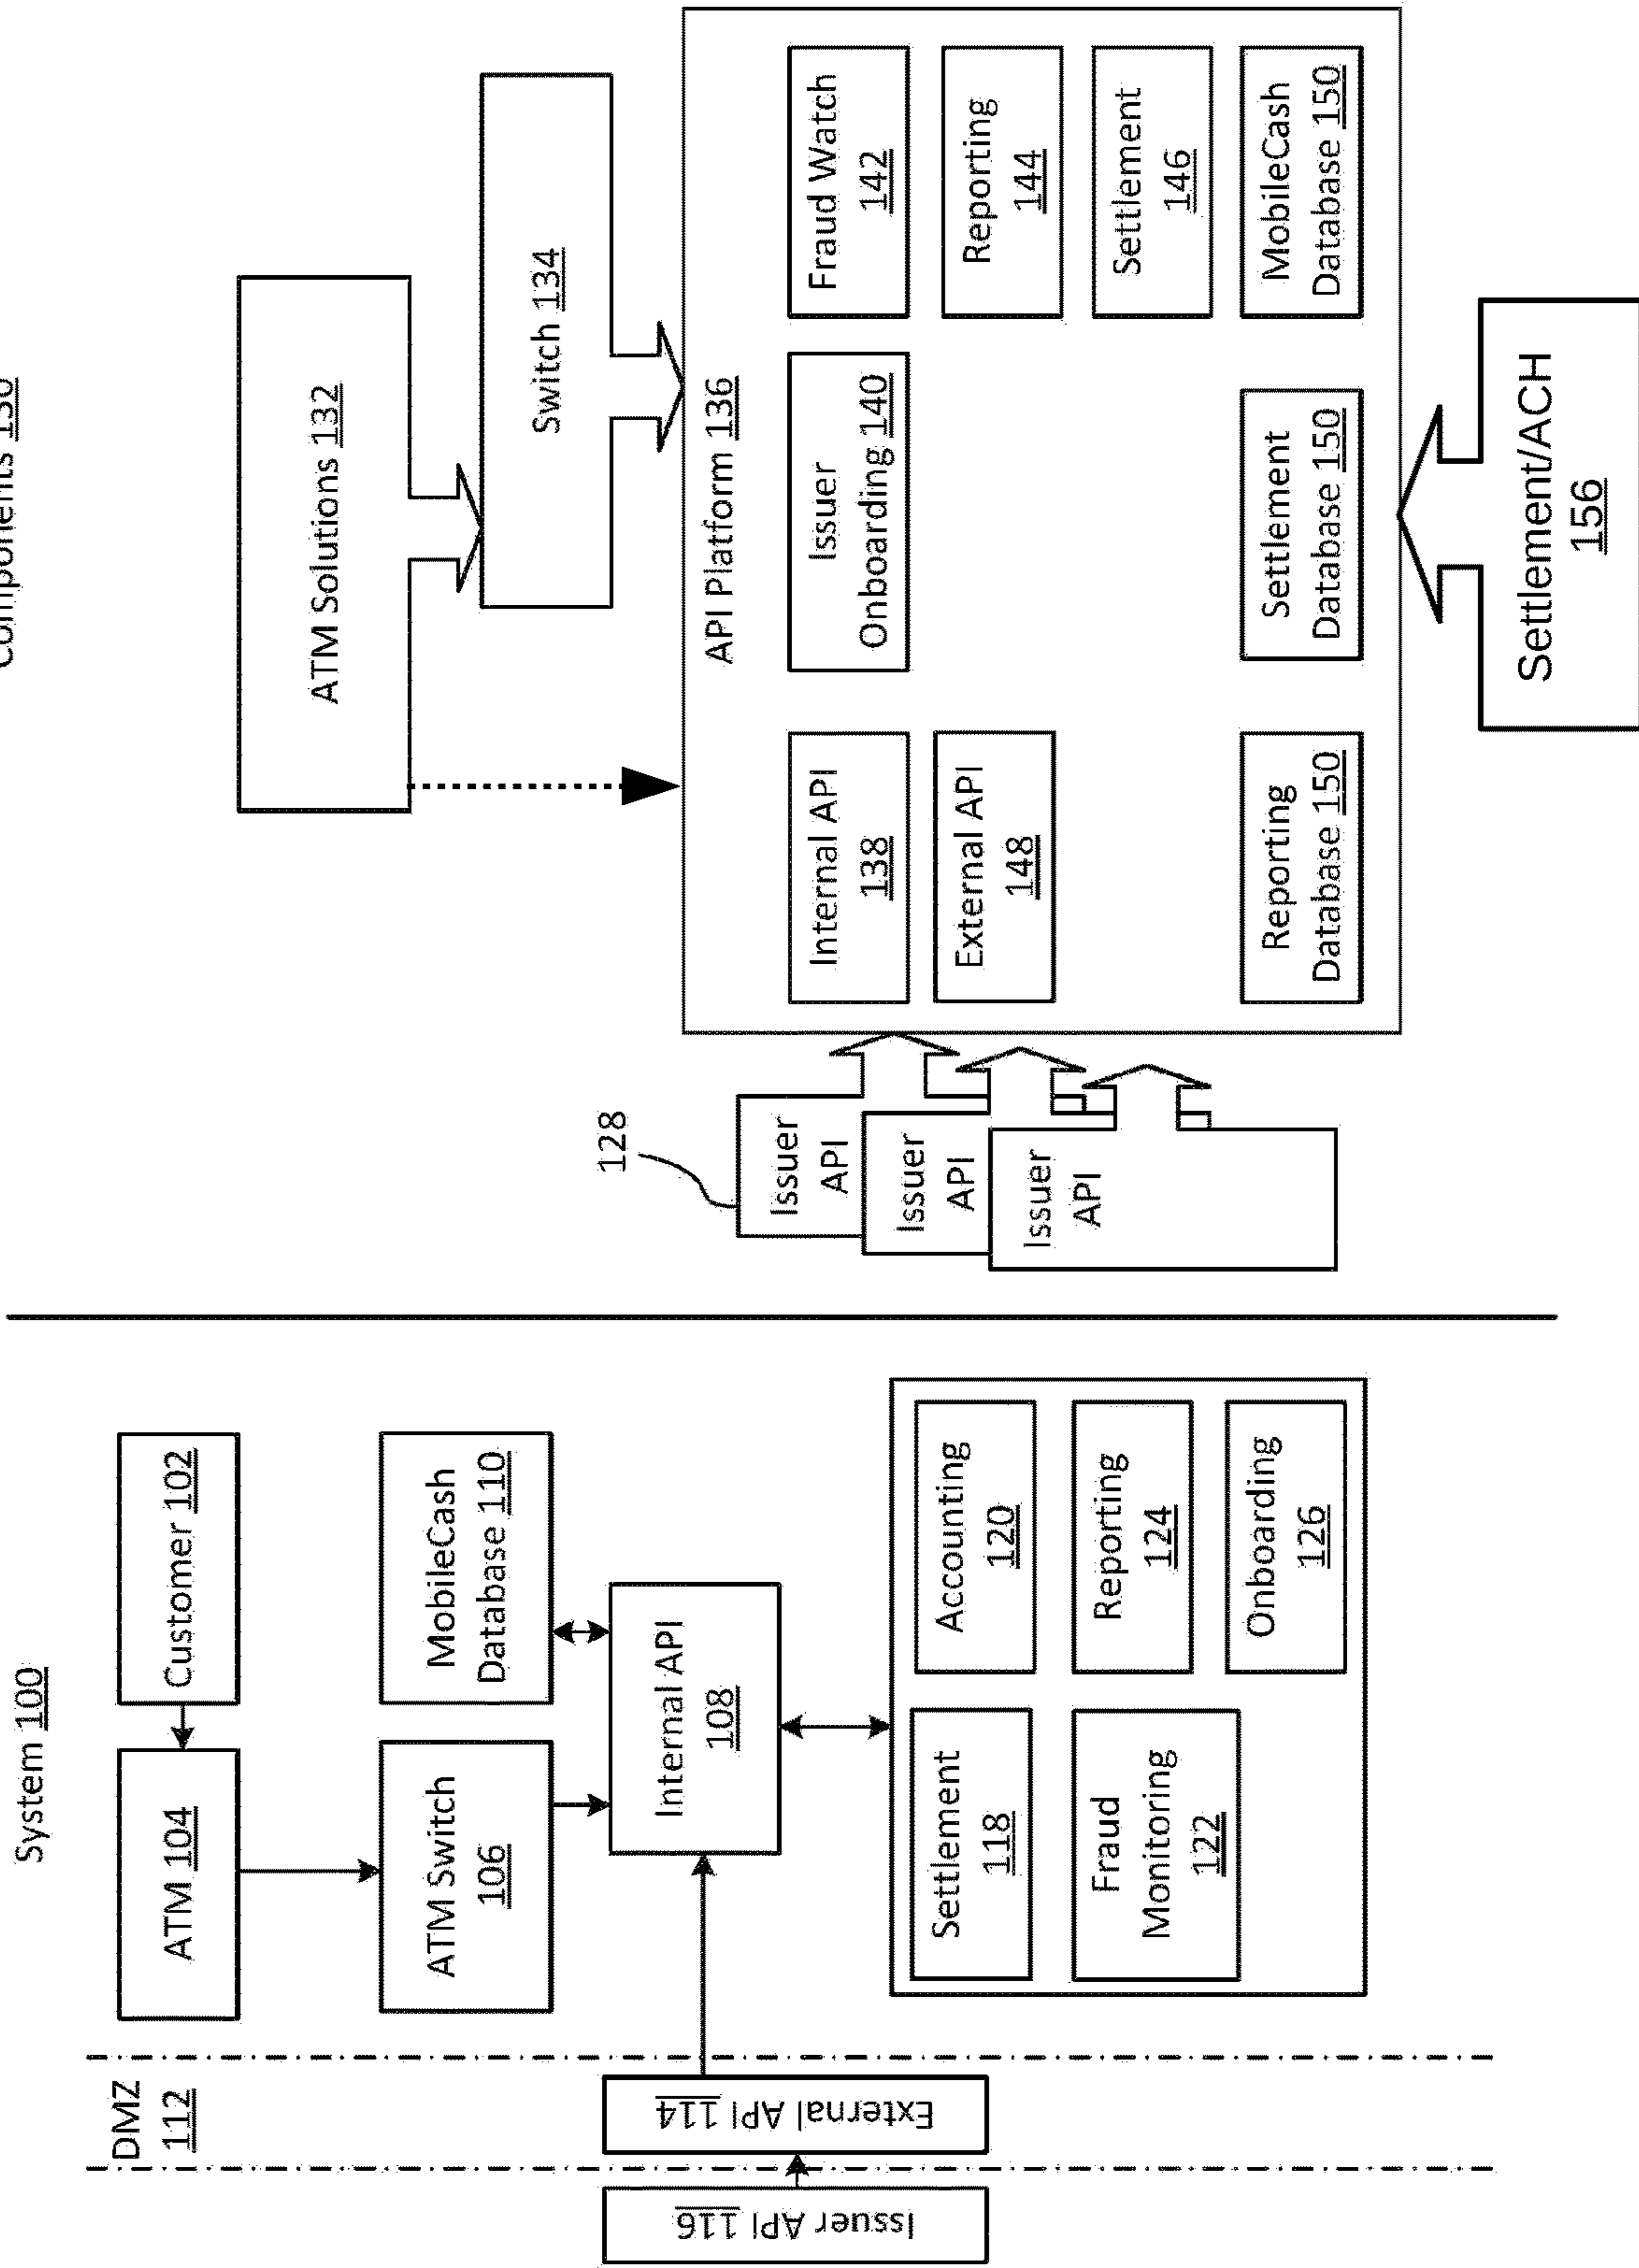 System 100
Customer 102
ATM 104
MobileCash
Database 110
ATM Switch
106
Internal API
108
DMZ
112
External API 114
Issuer API 116
Accounting
120
Settlement
118
Reporting
124
Fraud
Monitoring
122
Onboarding
126
Components 130
ATM Solutions 132
Switch 134
API Platform 136
128
Issuer
API
Issuer
API
Issuer
API
Internal API
138
Issuer
Onboarding 140
Fraud Watch
142
External API
148
Reporting
144
Settlement
146
Reporting
Database 150
Settlement
Database 150
MobileCash
Database 150
Settlement/ACH
156